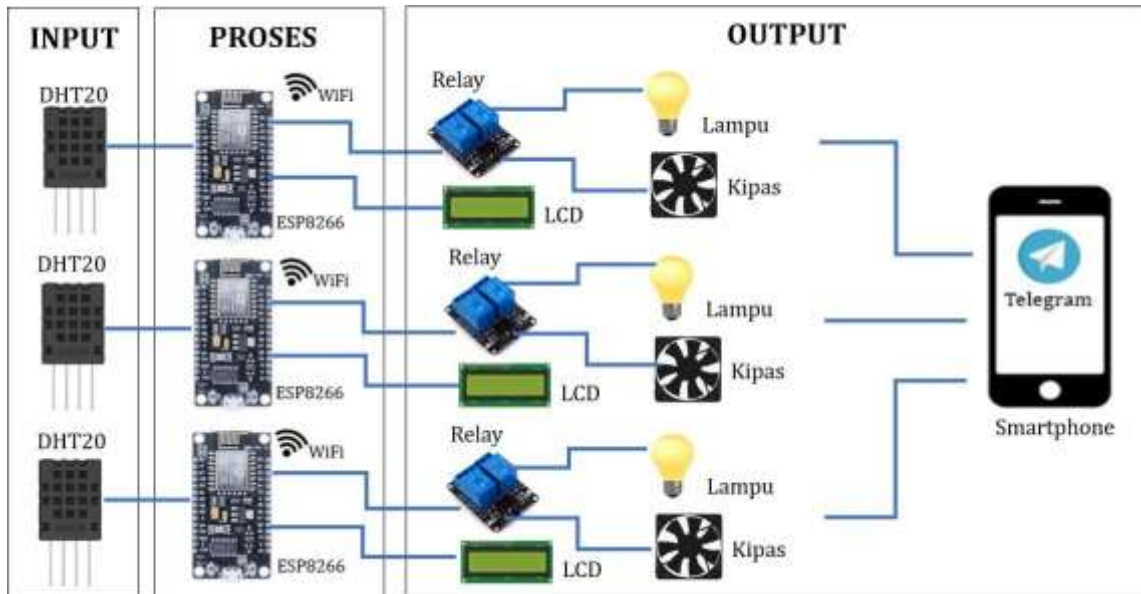 INPUT
PROSES
OUTPUT
DHT20
WiFi
ESP8266
Relay
Lampu
Kipas
LCD
DHT20
WiFi
ESP8266
Relay
Lampu
Kipas
LCD
DHT20
WiFi
ESP8266
Relay
Lampu
Kipas
LCD
Telegram
Smartphone